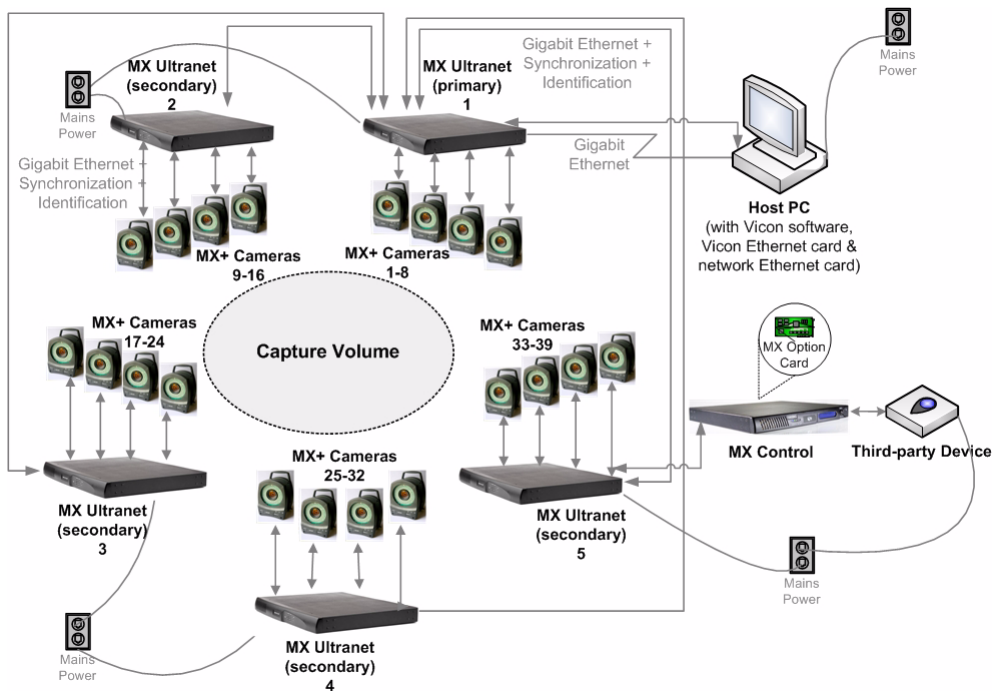 Mains
Power
MX Ultranet
(secondary)
2
MX Ultranet
(primary)
1
Gigabit Ethernet +
Synchronization +
Identification
Mains
Power
Gigabit Ethernet +
Synchronization +
Identification
Gigabit
Ethernet
MX+ Cameras
9-16
MX+ Cameras
1-8
Host PC
(with Vicon software,
Vicon Ethernet card &
network Ethernet card)
MX+ Cameras
17-24
Capture Volume
MX+ Cameras
33-39
MX Option
Card
MX Control
Third-party Device
MX+ Cameras
25-32
MX Ultranet
(secondary)
3
MX Ultranet
(secondary)
5
Mains
Power
Mains
Power
MX Ultranet
(secondary)
4